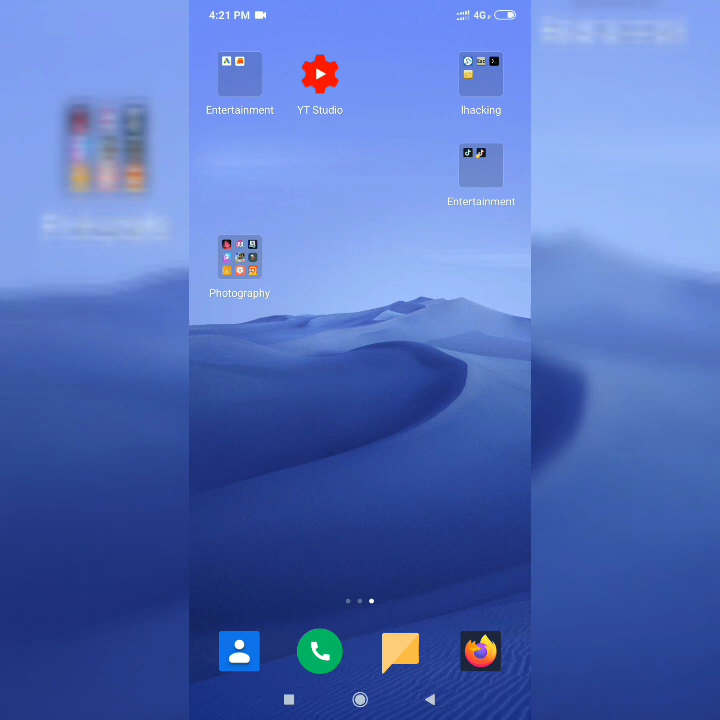 4:21 PM
4G
Entertainment
YT Studio
Ihacking
Entertainment
Photography